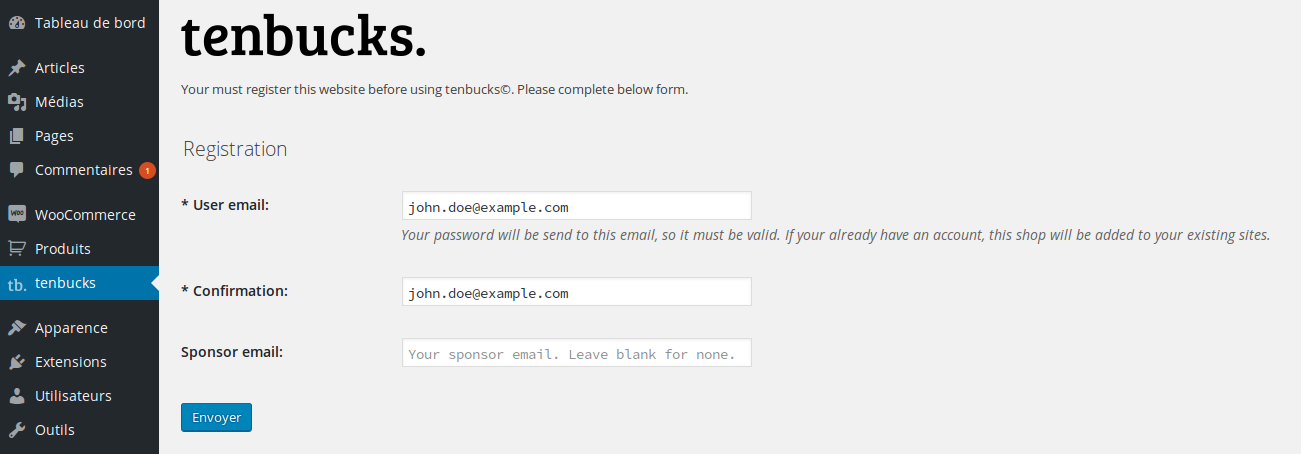 Tableau de bord
Articles
Médias
Pages
Commentaires 1
WooCommerce
Produits
tb. tenbucks
Apparence
Extensions
Utilisateurs
Outils
tenbucks.
Your must register this website before using tenbucks©. Please complete below form.
Registration
* User email: john.doe@example.com
Your password will be send to this email, so it must be valid. If your already have an account, this shop will be added to your existing sites.
* Confirmation: john.doe@example.com
Sponsor email: Your sponsor email. Leave blank for none.
Envoyer